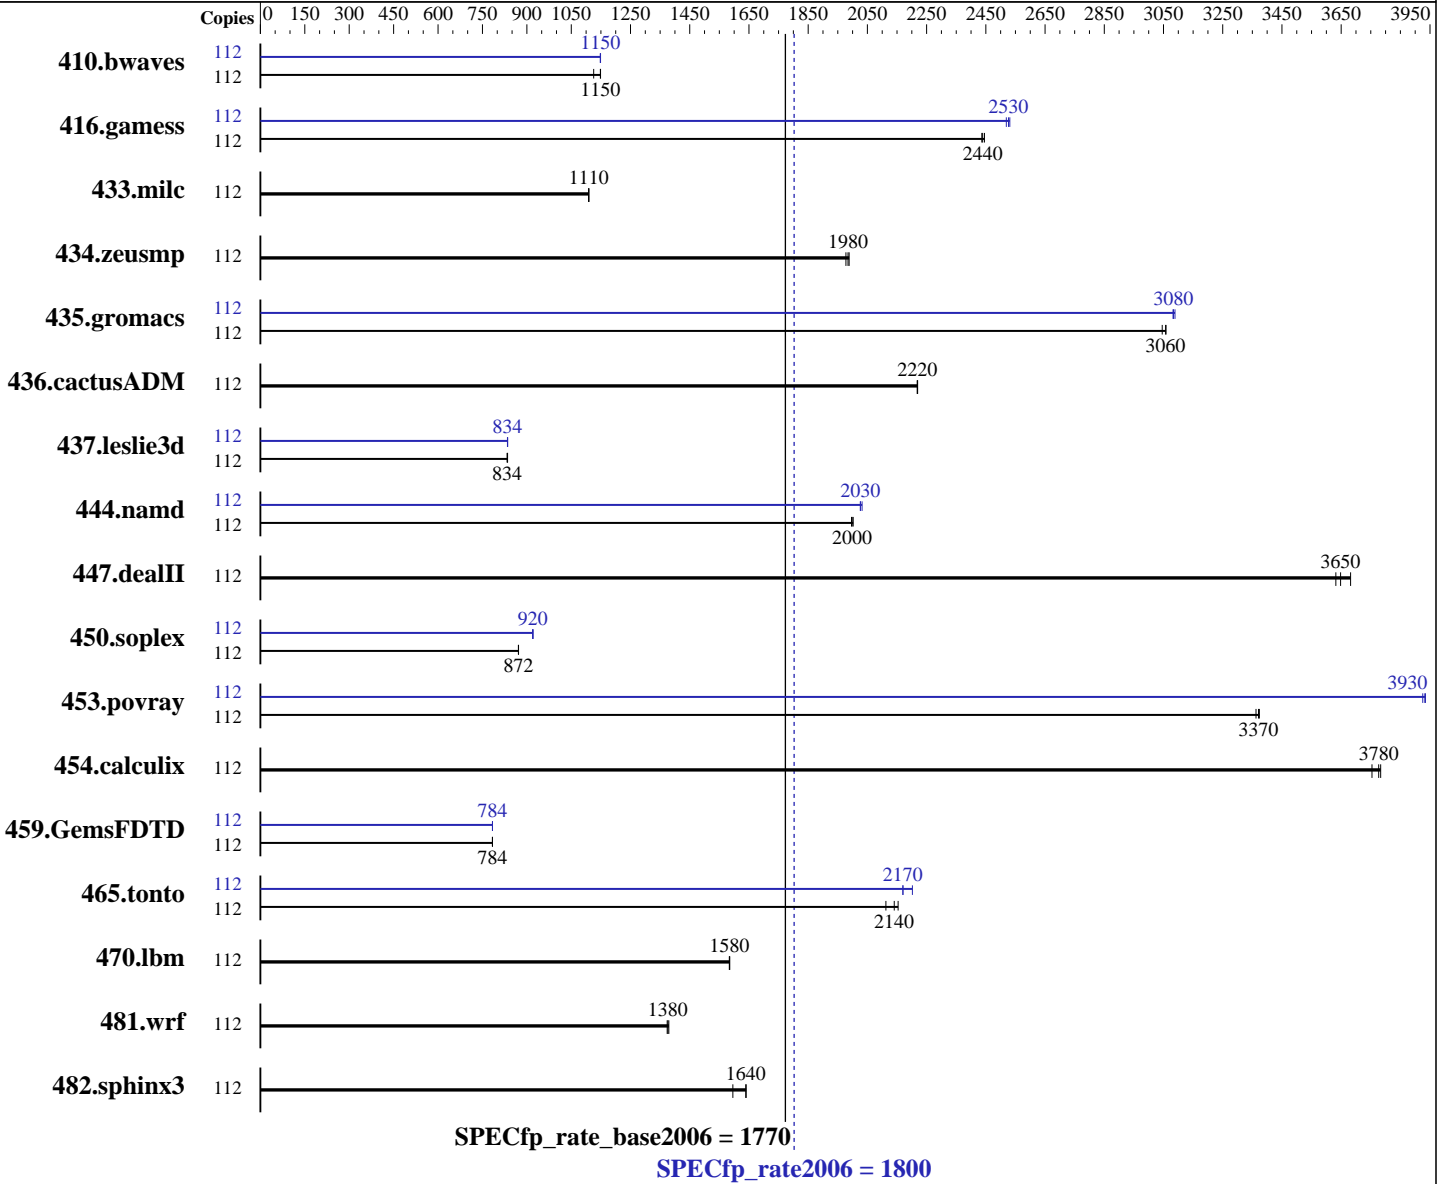 Copies 0 150 300 450 600 750 900 1050 1250 1450 1650 1850 2050 2250 2450 2650 2850 3050 3250 3450 3650 3950
410.bwaves 112 1150
112 1150
416.gamess 112 2530
112 2440
433.milc 112 1110
434.zeusmp 112 1980
435.gromacs 112 3080
112 3060
436.cactusADM 112 2220
437.leslie3d 112 834
112 834
444.namd 112 2030
112 2000
447.dealII 112 3650
450.soplex 112 920
112 872
453.povray 112 3930
112 3370
454.calculix 112 3780
459.GemsFDTD 112 784
112 784
465.tonto 112 2170
112 2140
470.lbm 112 1580
481.wrf 112 1380
482.sphinx3 112 1640
SPECfp_rate_base2006 = 1770
SPECfp_rate2006 = 1800